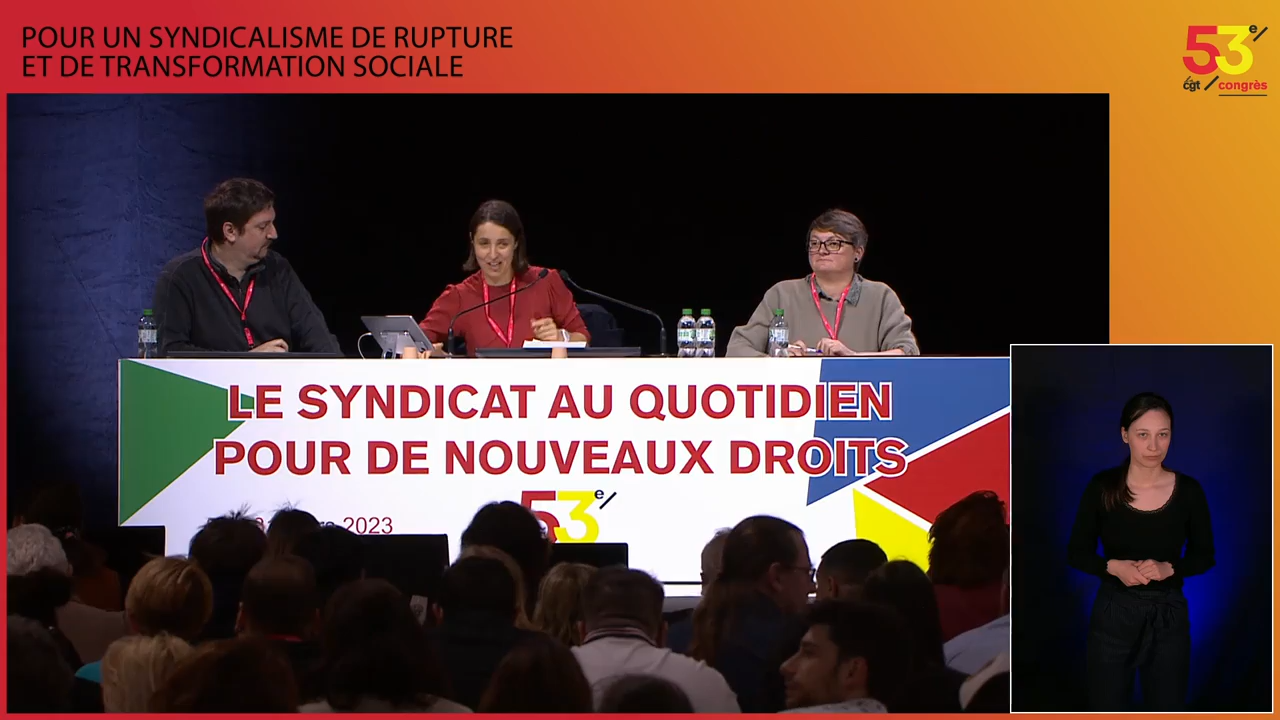 POUR UN SYNDICALISME DE RUPTURE
ET DE TRANSFORMATION SOCIALE
53e/
la cgt / congrès
LE SYNDICAT AU QUOTIDIEN
POUR DE NOUVEAUX DROITS
53e/
2023